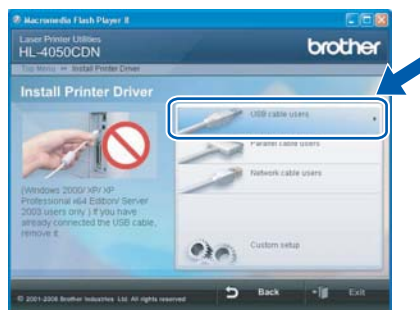 Macromedia Flash Player 8
Laser Printer Utilities
HL-4050CDN
brother
Top Menu Install Printer Driver
Install Printer Driver
USB cable users
Parallel cable users
Network cable users
(Windows 2000/ XP/ XP
Professional x64 Edition/ Server
2003 users only ) If you have
already connected the USB cable,
remove it.
Custom setup
© 2001-2006 Brother Industries, Ltd. All rights reserved
Back
Exit